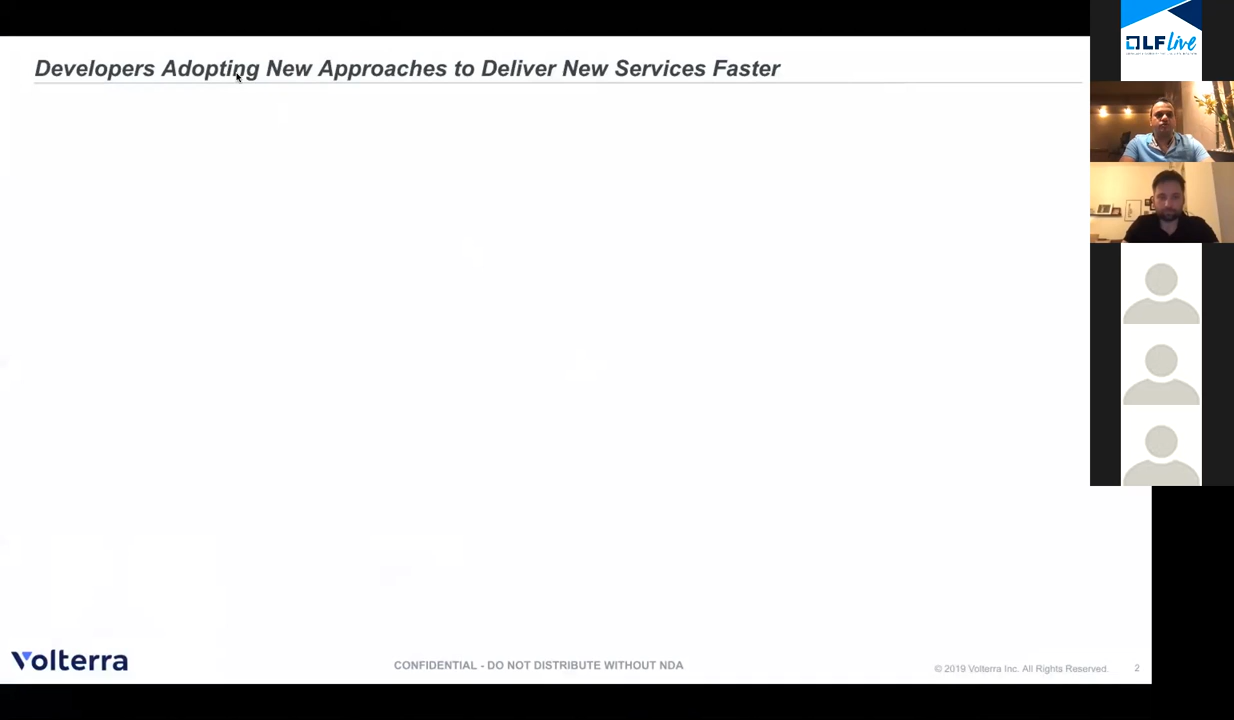 Developers Adopting New Approaches to Deliver New Services Faster
LF Live
Volterra
CONFIDENTIAL - DO NOT DISTRIBUTE WITHOUT NDA
© 2019 Volterra Inc. All Rights Reserved. 2